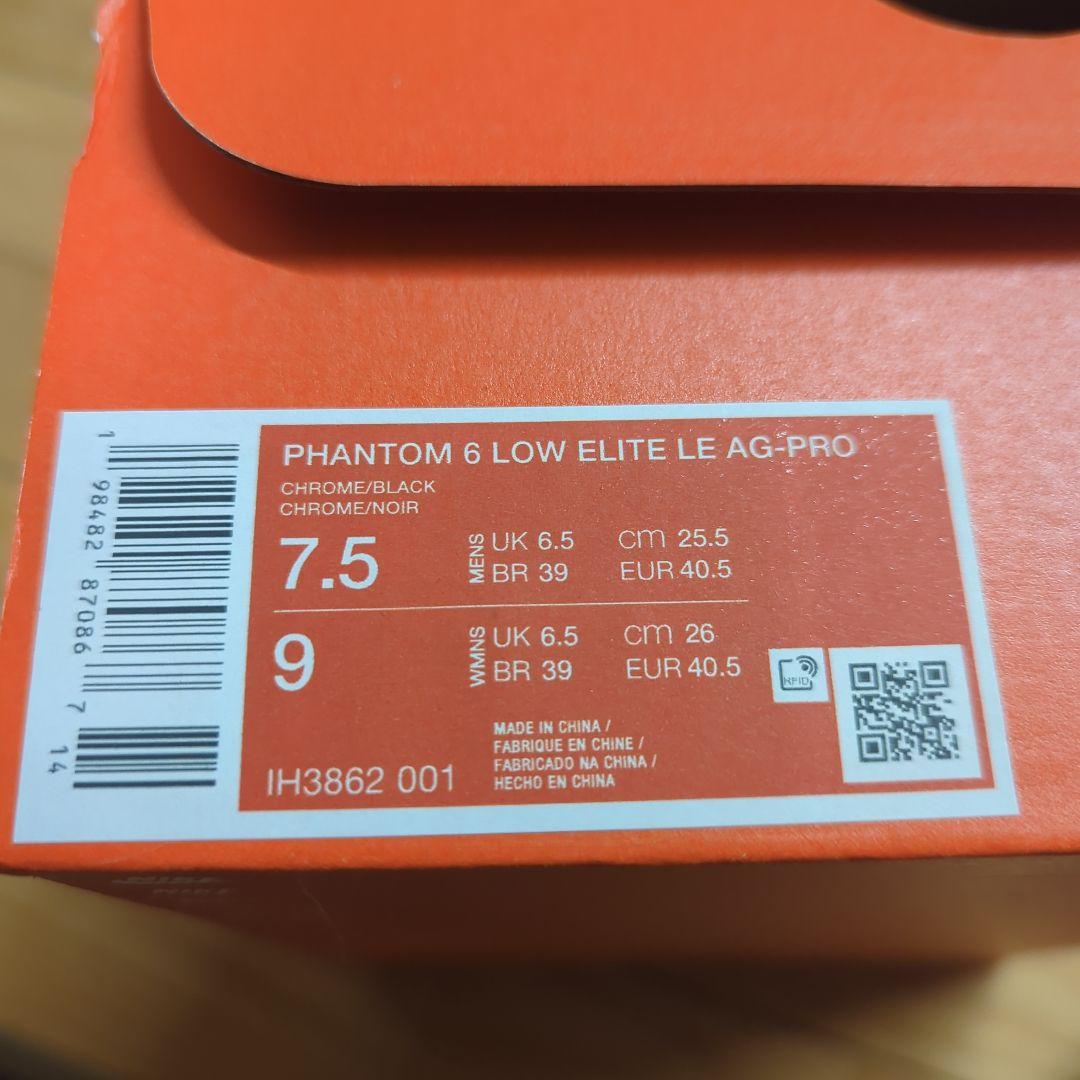 PHANTOM 6 LOW ELITE LE AG-PRO
CHROME/BLACK
CHROME/NOIR
7.5
MENS
UK 6.5 cm 25.5
BR 39 EUR 40.5
9
WMNS
UK 6.5 cm 26
BR 39 EUR 40.5
RFID
MADE IN CHINA /
FABRIQUE EN CHINE /
FABRICADO NA CHINA /
HECHO EN CHINA
IH3862 001
1 98482 87086 7 14